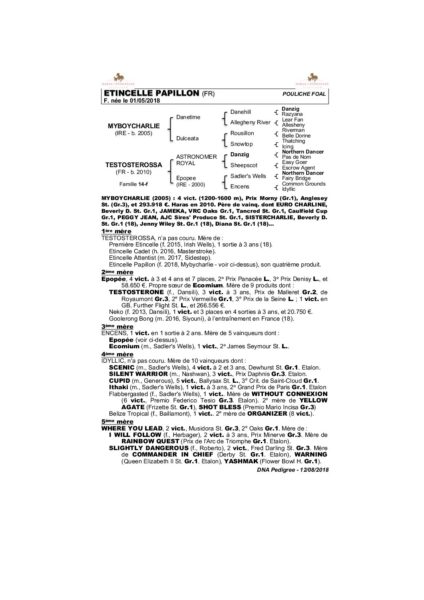 ETINCELLE PAPILLON (FR)
F. née le 01/05/2018
POULICHE FOAL
MYBOYCHARLIE
(IRE - b. 2005)
Danetime
Danehill
Danzig
Razyana
Allegheny River
Lear Fan
Allesheny
Dulceata
Rousillon
Riverman
Belle Dorine
Snowtop
Thatching
Icing
TESTOSTEROSSA
(FR - b. 2010)
Famille 14-f
ASTRONOMER
ROYAL
Danzig
Northern Dancer
Pas de Nom
Sheepscot
Easy Goer
Escrow Agent
Epopee
(IRE - 2000)
Sadler's Wells
Northern Dancer
Fairy Bridge
Encens
Common Grounds
Idyllic
MYBOYCHARLIE (2005) : 4 vict. (1200-1600 m), Prix Morny (Gr.1), Anglesey
St. (Gr.3), et 293.918 €. Haras en 2010. Père de vainq. dont EURO CHARLINE,
Beverly D. St. Gr.1, JAMEKA, VRC Oaks Gr.1, Tancred St. Gr.1, Caulfield Cup
Gr.1, PEGGY JEAN, AJC Sires' Produce St. Gr.1, SISTERCHARLIE, Beverly D.
St. Gr.1 (18), Jenny Wiley St. Gr.1 (18), Diana St. Gr.1 (18)...
1ère mère
TESTOSTEROSSA, n'a pas couru. Mère de :
Première Etincelle (f. 2015, Irish Wells), 1 sortie à 3 ans (18).
Etincelle Cadet (h. 2016, Masterstroke).
Etincelle Attentist (m. 2017, Sidestep).
Etincelle Papillon (f. 2018, Mybycharlie - voir ci-dessus), son quatrième produit.
2ème mère
Epopée, 4 vict. à 3 et 4 ans et 7 places, 2° Prix Panacée L., 3° Prix Denisy L., et
58.650 €. Propre sœur de Ecomium. Mère de 9 produits dont :
TESTOSTERONE (f., Dansili), 3 vict. à 3 ans, Prix de Malleret Gr.2, de
Royaumont Gr.3, 2° Prix Vermeille Gr.1, 3° Prix de la Seine L. ; 1 vict. en
GB, Further Flight St. L., et 266.556 €.
Neko (f. 2013, Dansili), 1 vict. et 3 places en 4 sorties à 3 ans, et 20.750 €.
Goolerong Bong (m. 2016, Siyouni), à l'entraînement en France (18).
3ème mère
ENCENS, 1 vict. en 1 sortie à 2 ans. Mère de 5 vainqueurs dont :
Epopée (voir ci-dessus).
Ecomium (m., Sadler's Wells), 1 vict., 2° James Seymour St. L.
4ème mère
IDYLLIC, n'a pas couru. Mère de 10 vainqueurs dont :
SCENIC (m., Sadler's Wells), 4 vict. à 2 et 3 ans, Dewhurst St. Gr.1. Etalon.
SILENT WARRIOR (m., Nashwan), 3 vict., Prix Daphnis Gr.3. Etalon.
CUPID (m., Generous), 5 vict., Ballysax St. L., 3° Crit. de Saint-Cloud Gr.1.
Ithaki (m., Sadler's Wells), 1 vict. à 3 ans, 2° Grand Prix de Paris Gr.1. Etalon.
Flabbergasted (f., Sadler's Wells), 1 vict. Mère de WITHOUT CONNEXION
(6 vict., Premio Federico Tesio Gr.3. Etalon). 2° mère de YELLOW
AGATE (Frizette St. Gr.1), SHOT BLESS (Premio Mario Incisa Gr.3)
Belize Tropical (f., Baillamont), 1 vict. 2° mère de ORGANIZER (8 vict.).
5ème mère
WHERE YOU LEAD, 2 vict., Musidora St. Gr.3, 2° Oaks Gr.1. Mère de :
I WILL FOLLOW (f., Herbager), 2 vict. à 3 ans, Prix Minerve Gr.3. Mère de
RAINBOW QUEST (Prix de l'Arc de Triomphe Gr.1. Etalon).
SLIGHTLY DANGEROUS (f., Roberto), 2 vict., Fred Darling St. Gr.3. Mère
de COMMANDER IN CHIEF (Derby St. Gr.1. Etalon), WARNING
(Queen Elizabeth II St. Gr.1. Etalon), YASHMAK (Flower Bowl H. Gr.1).
DNA Pedigree - 12/08/2018